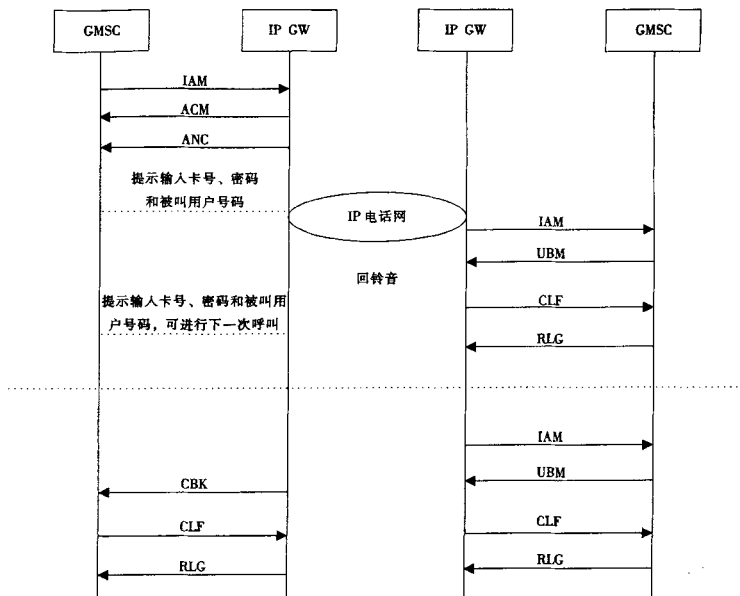 GMSC
IP GW
IP GW
GMSC
IAM
ACM
ANC
提示输入卡号、密码
和被叫用户号码
IP 电话网
IAM
UBM
回铃音
提示输入卡号、密码和被叫用
户号码，可进行下一次呼叫
CLF
RLG
IAM
UBM
CBK
CLF
CLF
RLG
RLG